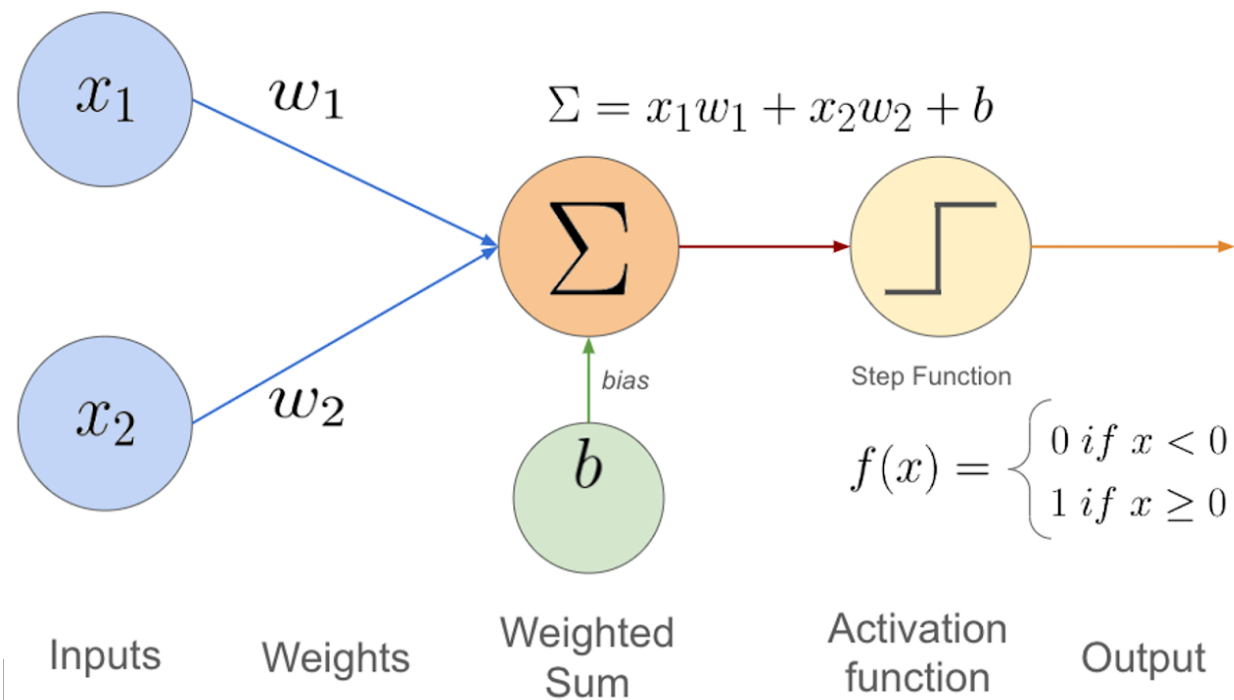 x₁
w₁
Σ = x₁w₁ + x₂w₂ + b
Σ
x₂
w₂
bias
b
Step Function
f(x) = { 0 if x < 0
1 if x ≥ 0
Inputs
Weights
Weighted
Sum
Activation
function
Output